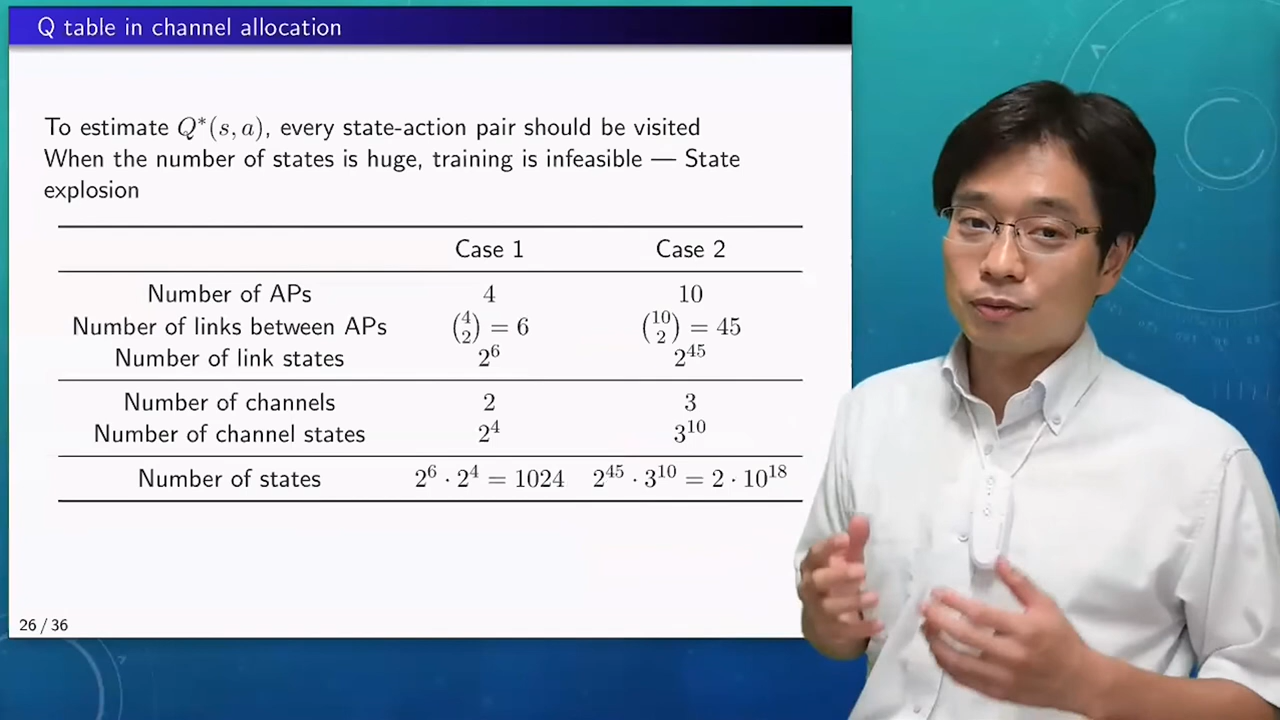 Q table in channel allocation
To estimate Q*(s, a), every state-action pair should be visited
When the number of states is huge, training is infeasible — State
explosion
Case 1 Case 2
Number of APs 4 10
Number of links between APs (4 2) = 6 (10 2) = 45
Number of link states 2^6 2^45
Number of channels 2 3
Number of channel states 2^4 3^10
Number of states 2^6 · 2^4 = 1024 2^45 · 3^10 = 2 · 10^18
26 / 36